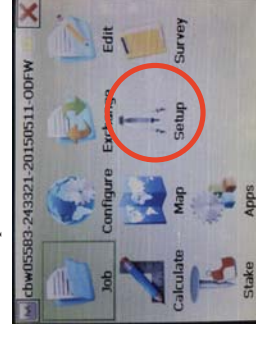 cbw05583-243321-20150511-ODFW
Job
Configure
Exchange
Edit
Calculate
Map
Setup
Survey
Stake
Apps